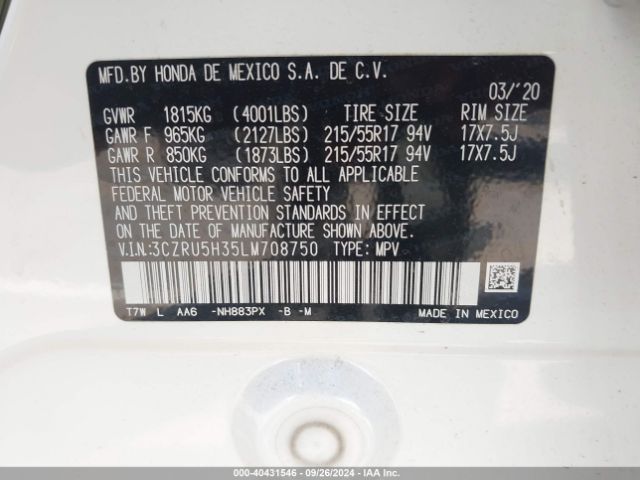 MFD.BY HONDA DE MEXICO S.A. DE C.V.
03/'20
GVWR 1815KG (4001LBS) TIRE SIZE RIM SIZE
GAWR F 965KG (2127LBS) 215/55R17 94V 17X7.5J
GAWR R 850KG (1873LBS) 215/55R17 94V 17X7.5J
THIS VEHICLE CONFORMS TO ALL APPLICABLE
FEDERAL MOTOR VEHICLE SAFETY
AND THEFT PREVENTION STANDARDS IN EFFECT
ON THE DATE OF MANUFACTURE SHOWN ABOVE.
V.I.N:3CZRU5H35LM708750 TYPE: MPV
T7W L AA6 -NH883PX -B -M MADE IN MEXICO
000-40431546 - 09/26/2024 - IAAI.COM